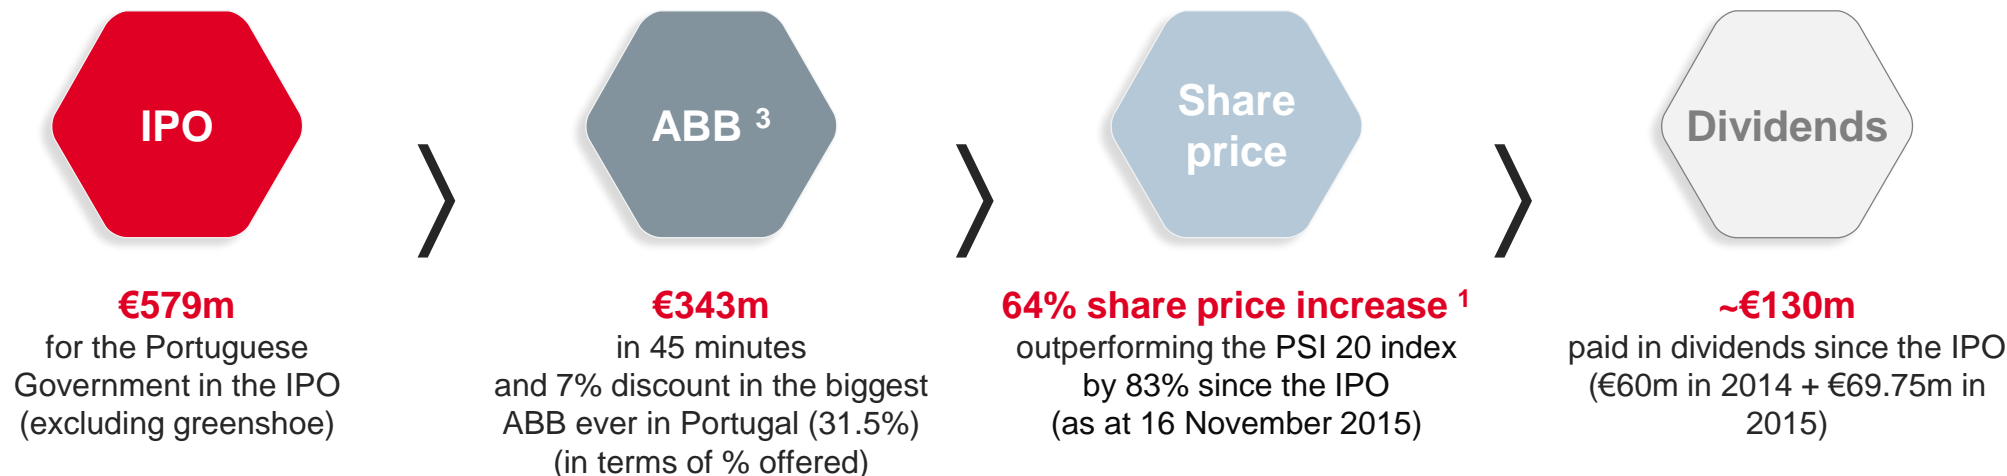 IPO
ABB 3
Share
price
Dividends
€579m
for the Portuguese
Government in the IPO
(excluding greenshoe)
€343m
in 45 minutes
and 7% discount in the biggest
ABB ever in Portugal (31.5%)
(in terms of % offered)
64% share price increase 1
outperforming the PSI 20 index
by 83% since the IPO
(as at 16 November 2015)
~€130m
paid in dividends since the IPO
(€60m in 2014 + €69.75m in
2015)